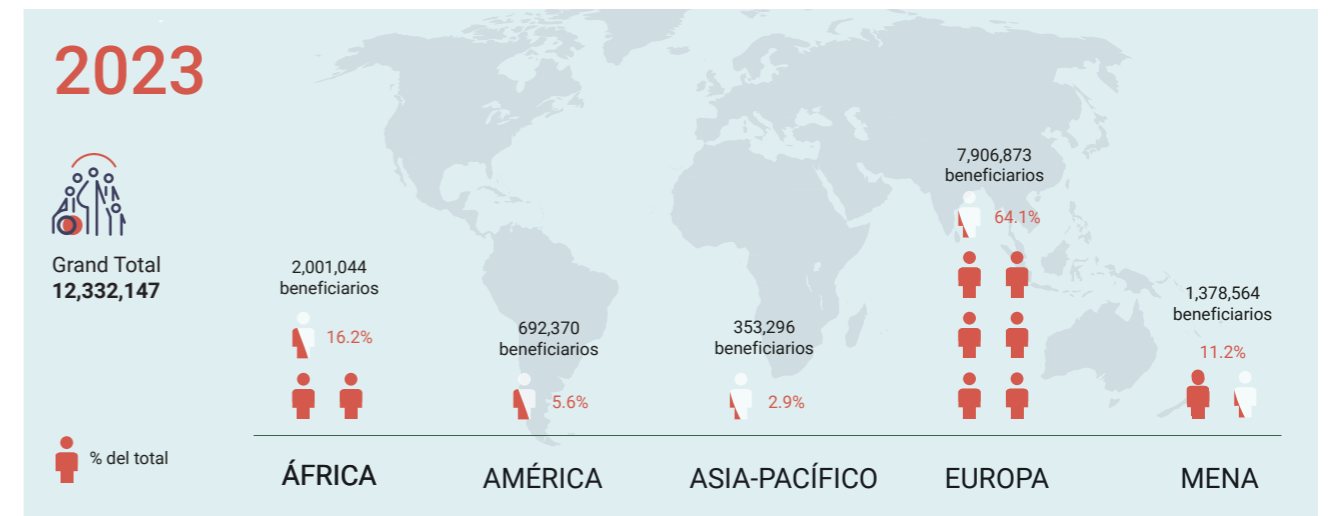 2023
Grand Total
12,332,147
% del total
2,001,044
beneficiarios
16.2%
ÁFRICA
692,370
beneficiarios
5.6%
AMÉRICA
353,296
beneficiarios
2.9%
ASIA-PACÍFICO
7,906,873
beneficiarios
64.1%
EUROPA
1,378,564
beneficiarios
11.2%
MENA